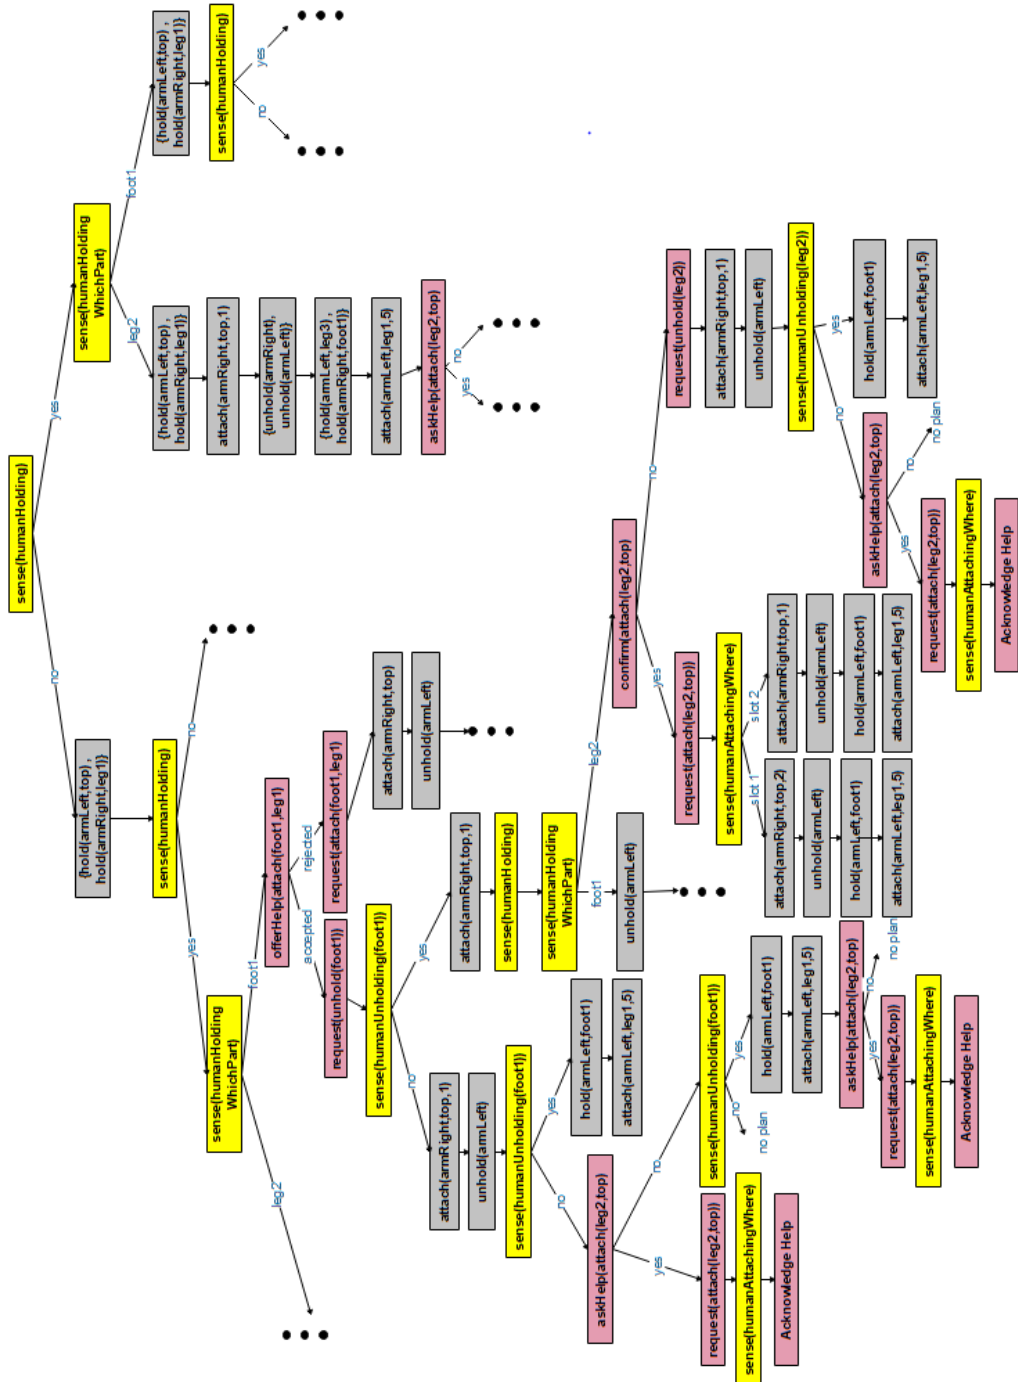 sense(humanHolding)
no
yes
{hold(armLeft,top) ,
hold(armRight,leg1)}
sense(humanHolding)
yes
no
sense(humanHolding
WhichPart)
leg2
foot1
offerHelp(attach(foot1,leg1)
accepted
rejected
request(unhold(foot1))
request(attach(foot1,leg1)
attach(armRight,top)
unhold(armLeft)
sense(humanUnholding(foot1))
no
yes
attach(armRight,top,1)
unhold(armLeft)
sense(humanUnholding(foot1))
no
yes
hold(armLeft,foot1)
attach(armLeft,leg1,5)
askHelp(attach(leg2,top)
yes
no
request(attach(leg2,top))
sense(humanAttachingWhere)
Acknowledge Help
sense(humanUnholding(foot1))
no
no plan
yes
hold(armLeft,foot1)
attach(armLeft,leg1,5)
askHelp(attach(leg2,top)
yes
no
no plan
request(attach(leg2,top))
sense(humanAttachingWhere)
Acknowledge Help
attach(armRight,top,1)
sense(humanHolding)
sense(humanHolding
WhichPart)
foot1
leg2
unhold(armLeft)
confirm(attach(leg2,top)
yes
no
request(attach(leg2,top))
sense(humanAttachingWhere)
slot 1
slot 2
attach(armRight,top,2)
unhold(armLeft)
hold(armLeft,foot1)
attach(armLeft,leg1,5)
attach(armRight,top,1)
unhold(armLeft)
hold(armLeft,foot1)
attach(armLeft,leg1,5)
request(unhold(leg2))
attach(armRight,top,1)
unhold(armLeft)
sense(humanUnholding(leg2))
no
yes
askHelp(attach(leg2,top)
yes
no
no plan
request(attach(leg2,top))
sense(humanAttachingWhere)
Acknowledge Help
hold(armLeft,foot1)
attach(armLeft,leg1,5)
sense(humanHolding
WhichPart)
leg2
foot1
{hold(armLeft,top) ,
hold(armRight,leg1)}
attach(armRight,top,1)
{unhold(armRight),
unhold(armLeft)}
{hold(armLeft,leg3) ,
hold(armRight,foot1)}
attach(armLeft,leg1,5)
askHelp(attach(leg2,top)
yes
no
{hold(armLeft,top) ,
hold(armRight,leg1)}
sense(humanHolding)
no
yes